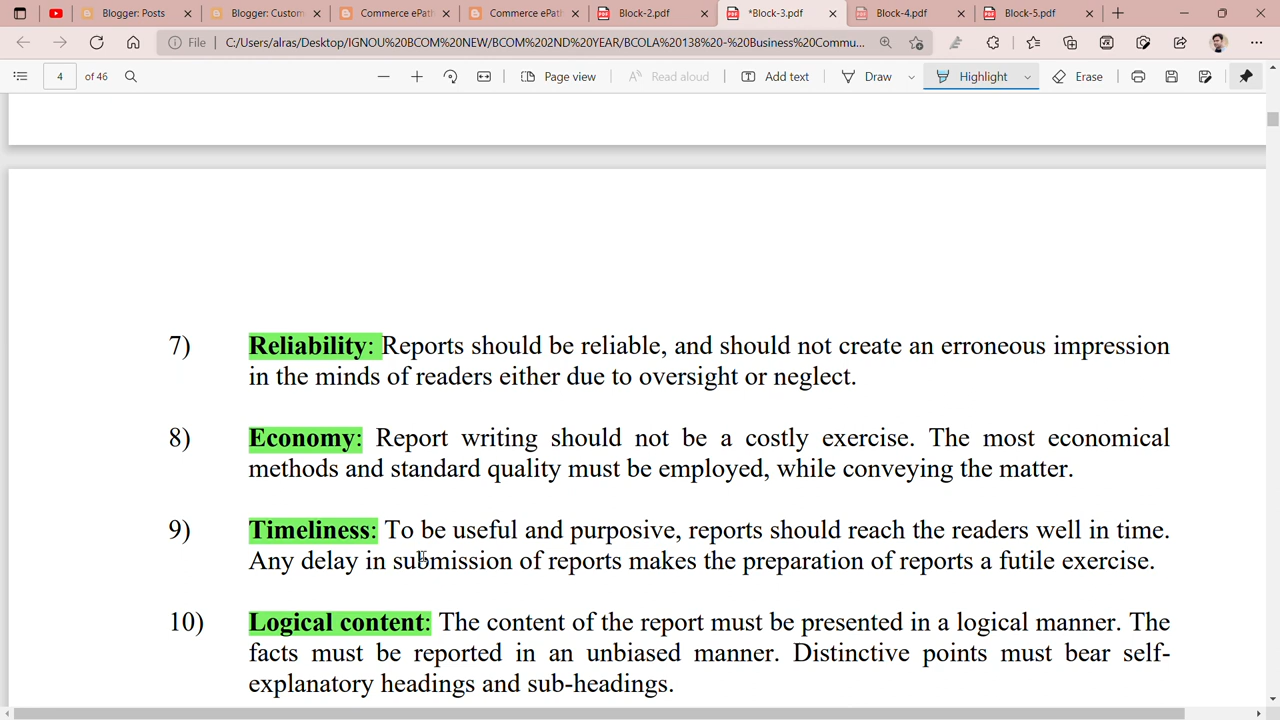 Blogger: Posts
Blogger: Custom
Commerce ePath
Commerce ePath
Block-2.pdf
*Block-3.pdf
Block-4.pdf
Block-5.pdf
File
C:/Users/alras/Desktop/IGNOU%20BCOM%20NEW/BCOM%202ND%20YEAR/BCOLA%20138%20-%20Business%20Commu...
4 of 46
Page view
Read aloud
Add text
Draw
Highlight
Erase
7) Reliability: Reports should be reliable, and should not create an erroneous impression
in the minds of readers either due to oversight or neglect.
8) Economy: Report writing should not be a costly exercise. The most economical
methods and standard quality must be employed, while conveying the matter.
9) Timeliness: To be useful and purposive, reports should reach the readers well in time.
Any delay in submission of reports makes the preparation of reports a futile exercise.
10) Logical content: The content of the report must be presented in a logical manner. The
facts must be reported in an unbiased manner. Distinctive points must bear self-
explanatory headings and sub-headings.